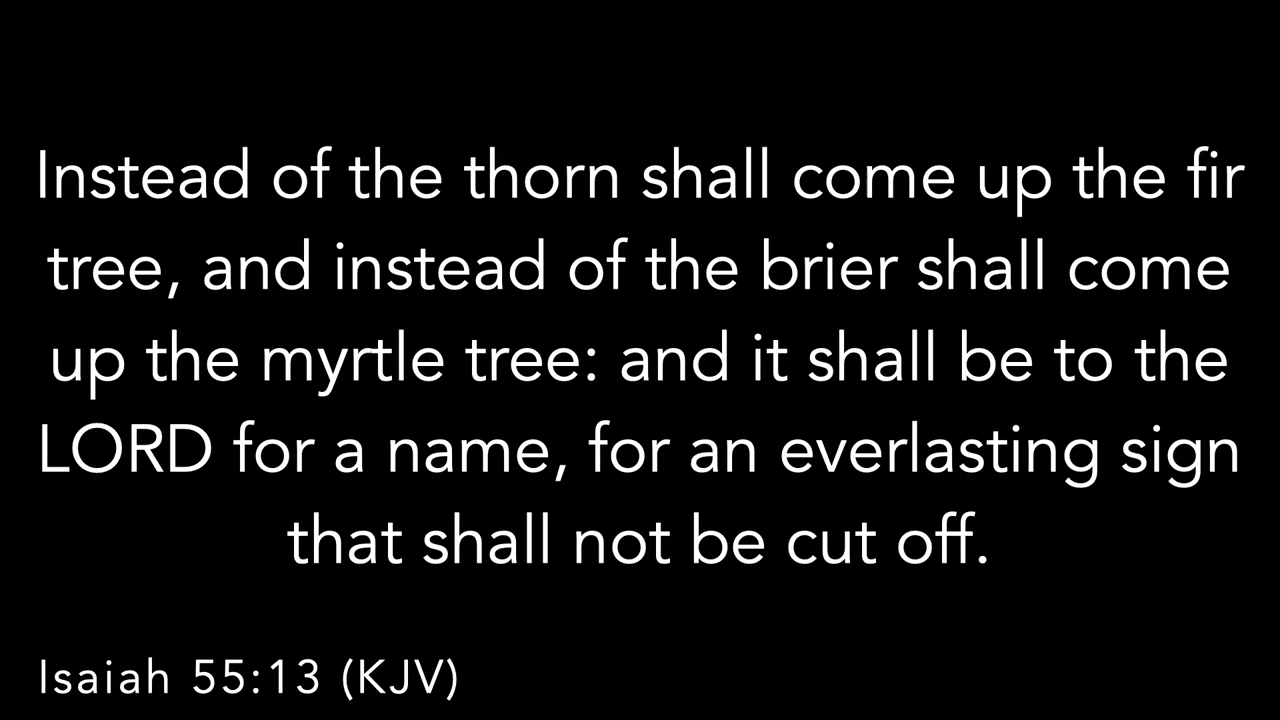 Instead of the thorn shall come up the fir
tree, and instead of the brier shall come
up the myrtle tree: and it shall be to the
LORD for a name, for an everlasting sign
that shall not be cut off.
Isaiah 55:13 (KJV)